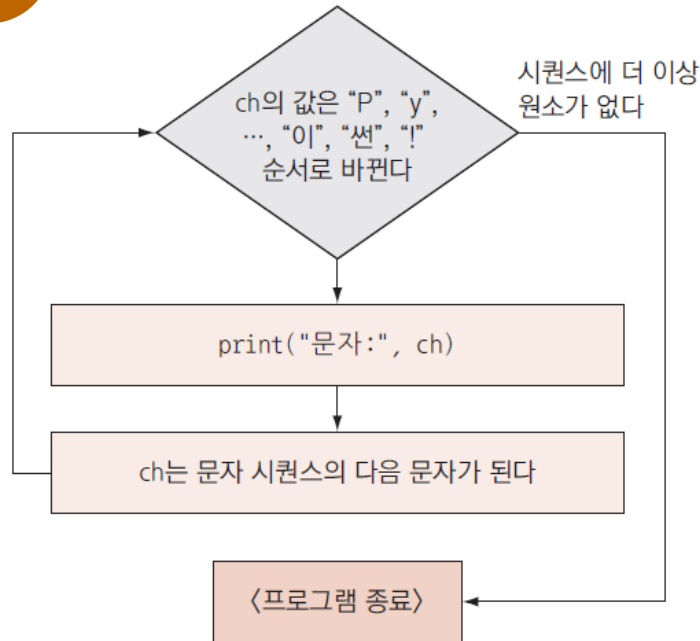 ch의 값은 “P”, “y”,
…, “이”, “썬”, “!”
순서로 바뀐다
시퀀스에 더 이상
원소가 없다
print("문자:", ch)
ch는 문자 시퀀스의 다음 문자가 된다
〈프로그램 종료〉